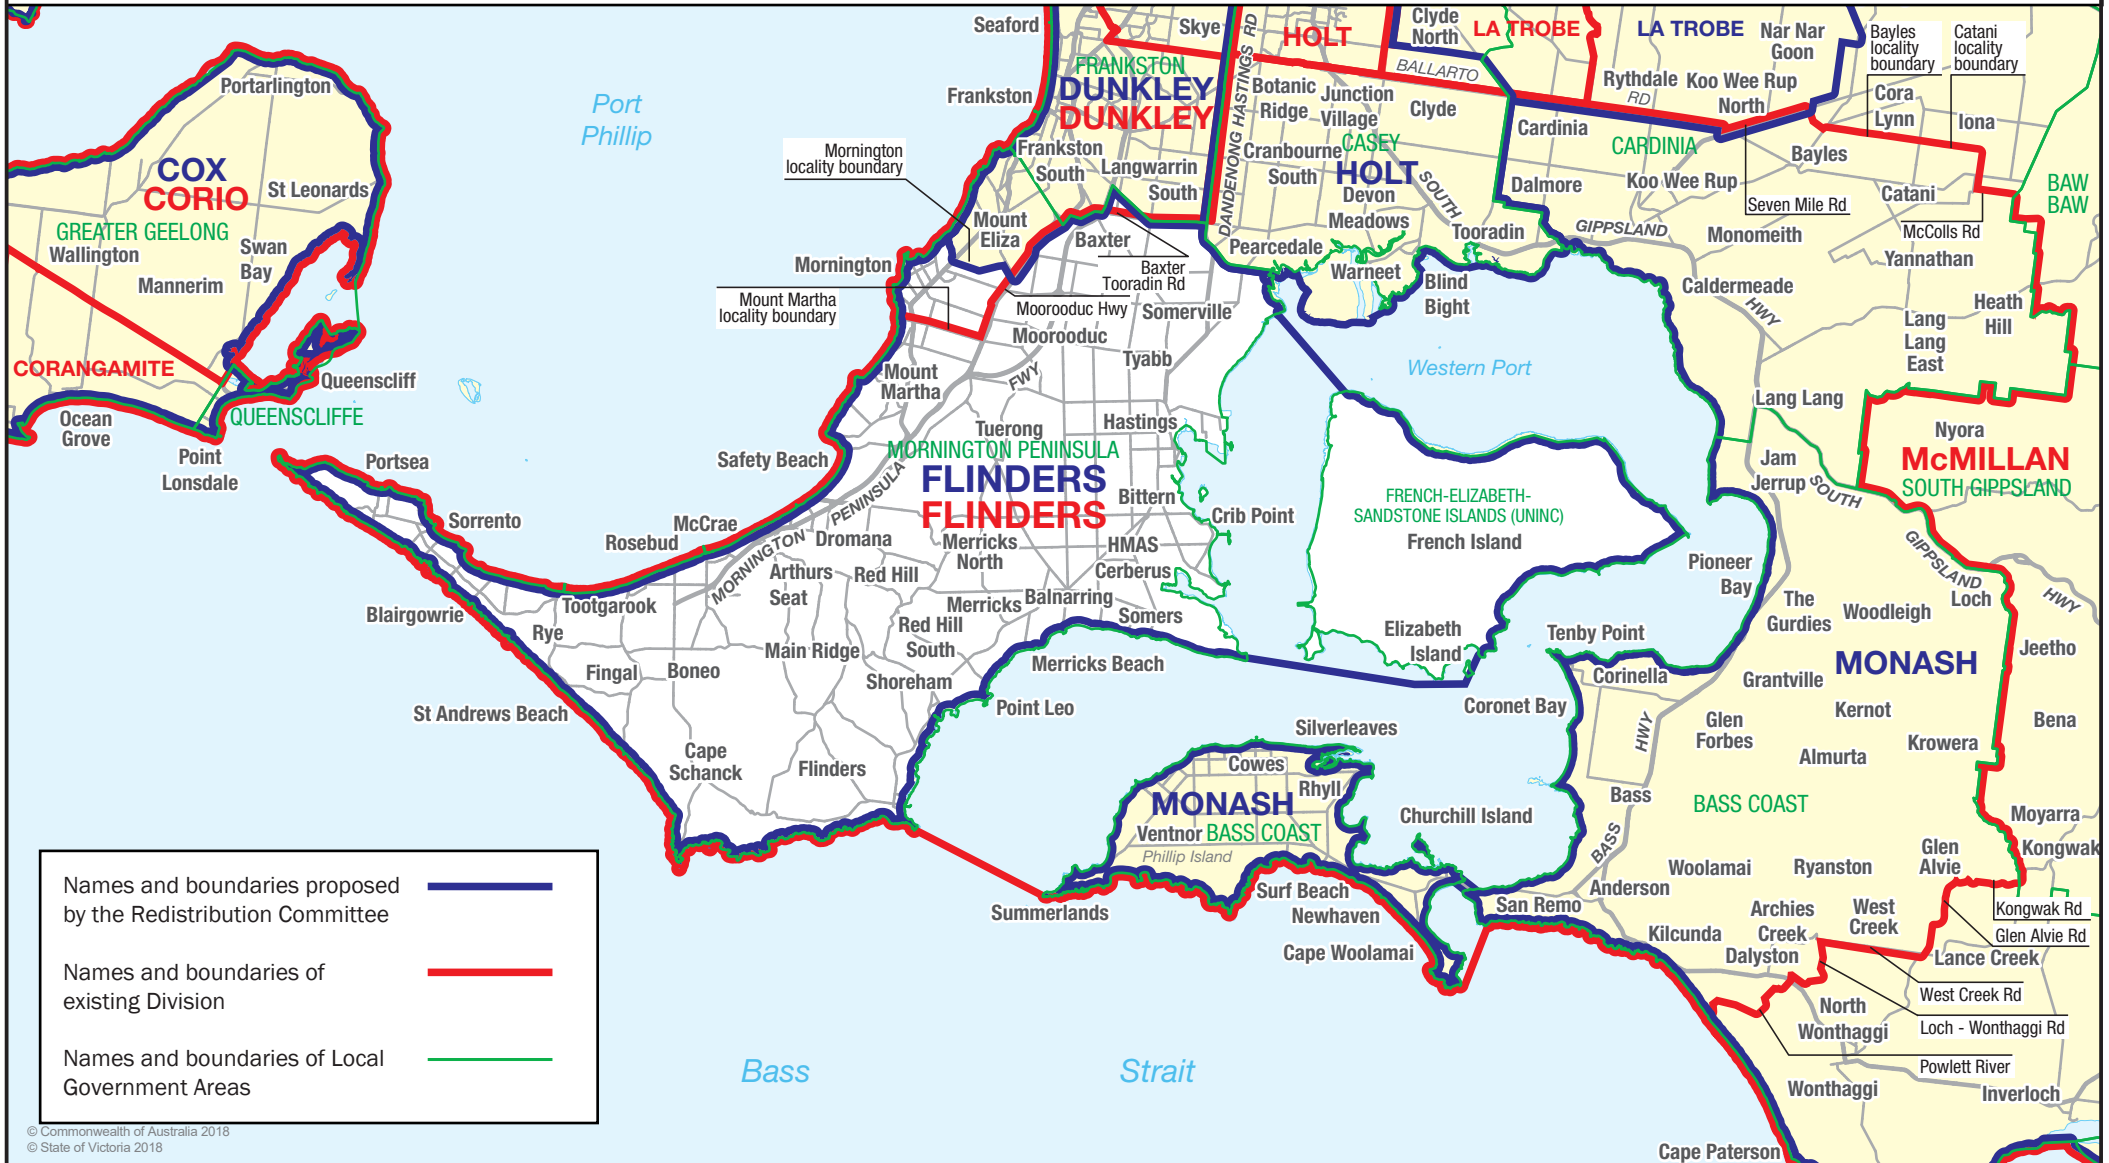 Seaford
Skye
HOLT
Clyde
North
LA TROBE
LA TROBE
Nar Nar
Goon
Bayles
locality
boundary
Catani
locality
boundary
Portarlington
Port
Phillip
Frankston
FRANKSTON
DUNKLEY
DUNKLEY
DANDENONG HASTINGS RD
Botanic
Ridge
Junction
Village
BALLARTO
RD
Clyde
Rythdale
Koo Wee Rup
North
Cora
Lynn
Iona
Cardinia
CARDINIA
COX
CORIO
St Leonards
GREATER GEELONG
Wallington
Swan
Bay
Mannerim
Mornington
locality boundary
Frankston
South
Langwarrin
South
Cranbourne
South
CASEY
HOLT
Devon
Meadows
SOUTH
GIPPSLAND
HWY
Dalmore
Koo Wee Rup
Bayles
Catani
BAW
BAW
Seven Mile Rd
McColls Rd
Mount
Eliza
Baxter
Pearcedale
Tooradin
Monomeith
Yannathan
Mornington
Baxter
Tooradin Rd
Warneet
Blind
Bight
Caldermeade
Mount Martha
locality boundary
Moorooduc Hwy
Somerville
Heath
Hill
Moorooduc
Lang
Lang
East
CORANGAMITE
Tyabb
Western Port
Queenscliff
QUEENSCLIFFE
Mount
Martha
FWY
Ocean
Grove
Point
Lonsdale
Lang Lang
Hastings
Tuerong
MORNINGTON PENINSULA
FLINDERS
FLINDERS
Nyora
McMILLAN
SOUTH GIPPSLAND
Jam
Jerrup
SOUTH
GIPPSLAND
HWY
Safety Beach
Portsea
PENINSULA
MORNINGTON
Bittern
FRENCH-ELIZABETH-
SANDSTONE ISLANDS (UNINC)
French Island
Sorrento
McCrae
Rosebud
Dromana
Crib Point
Merricks
North
HMAS
Cerberus
Pioneer
Bay
Arthurs
Seat
Red Hill
Loch
Blairgowrie
Tootgarook
Merricks
Balnarring
Somers
The
Gurdies
Woodleigh
Rye
Red Hill
South
Elizabeth
Island
Tenby Point
Jeetho
Main Ridge
Merricks Beach
MONASH
Fingal
Boneo
Shoreham
Corinella
Grantville
St Andrews Beach
Point Leo
Coronet Bay
Kernot
Bena
Silverleaves
Glen
Forbes
Krowera
Cape
Schanck
Flinders
Cowes
HWY
Almurta
Rhyll
MONASH
Bass
BASS COAST
Churchill Island
Moyarra
Ventnor
BASS COAST
Phillip Island
BASS
Glen
Alvie
Kongwak
Woolamai
Ryanston
Surf Beach
Anderson
Summerlands
Newhaven
San Remo
Archies
Creek
West
Creek
Kongwak Rd
Glen Alvie Rd
Kilcunda
Cape Woolamai
Dalyston
Lance Creek
West Creek Rd
North
Wonthaggi
Loch - Wonthaggi Rd
Powlett River
Bass
Strait
Wonthaggi
Inverloch
Cape Paterson
Names and boundaries proposed
by the Redistribution Committee
Names and boundaries of
existing Division
Names and boundaries of Local
Government Areas
© Commonwealth of Australia 2018
© State of Victoria 2018